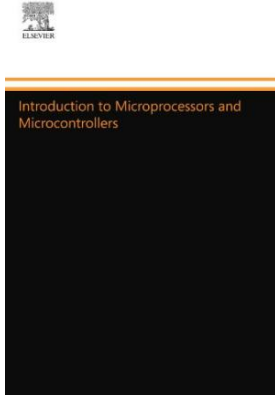 ELSEVIER
Introduction to Microprocessors and
Microcontrollers